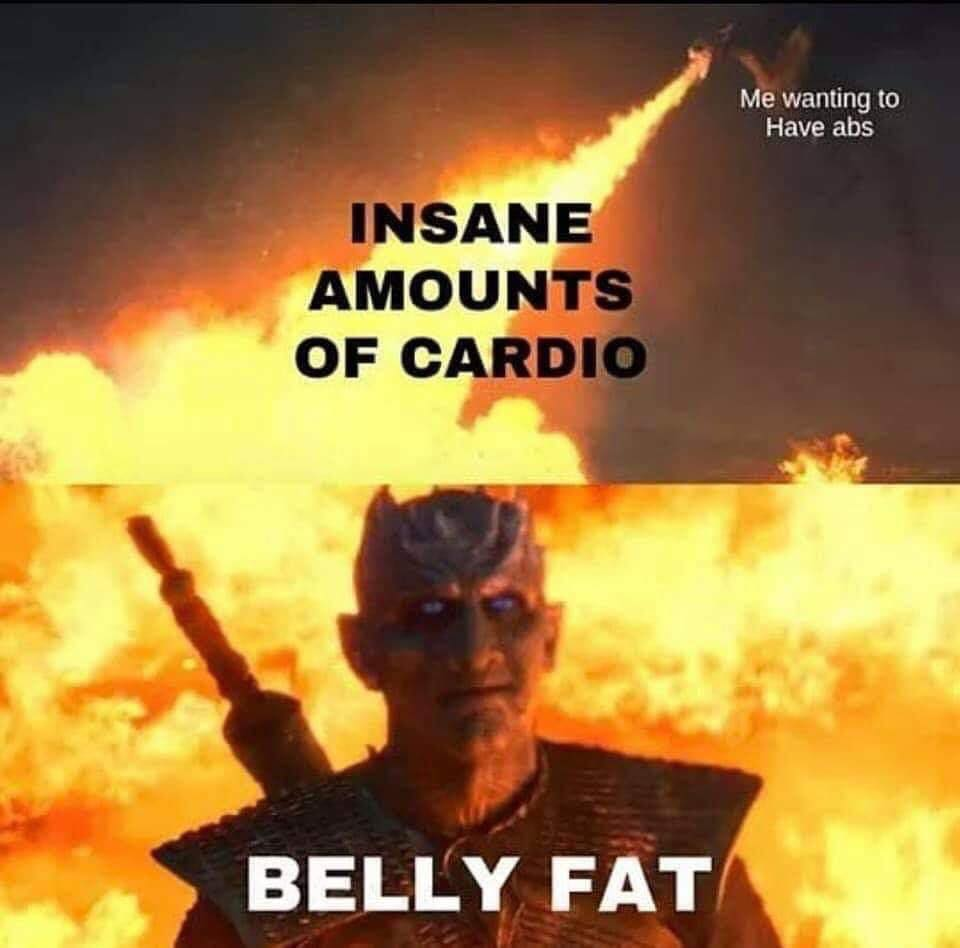 Me wanting to
Have abs
INSANE
AMOUNTS
OF CARDIO
BELLY FAT